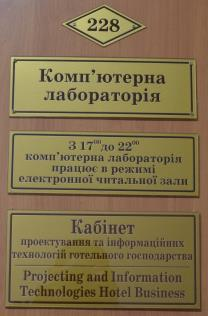 228
Комп'ютерна
лабораторія
З 17⁰⁰ до 22⁰⁰
комп'ютерна лабораторія
працює в режимі
електронної читальної зали
Кабінет
проектування та інформаційних
технологій готельного господарства
Projecting and Information
Technologies Hotel Business